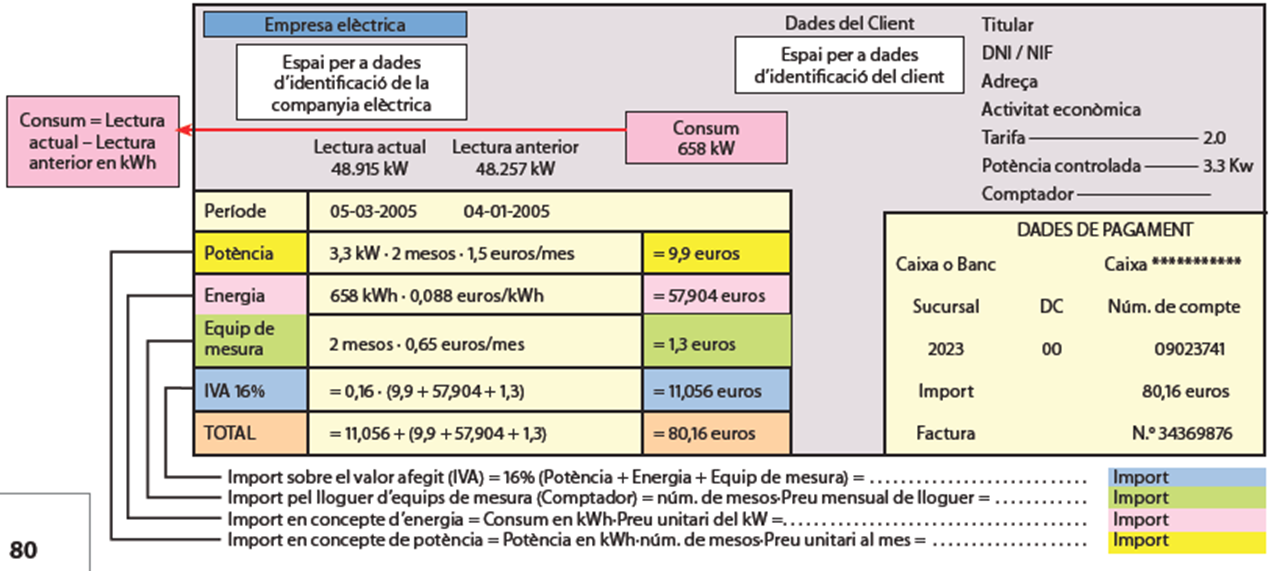 Empresa elèctrica
Espai per a dades
d'identificació de la
companyia elèctrica
Dades del Client
Espai per a dades
d'identificació del client
Titular
DNI / NIF
Adreça
Activitat econòmica
Tarifa 2.0
Potència controlada 3.3 Kw
Comptador
Consum = Lectura
actual – Lectura
anterior en kWh
Consum
658 kW
Lectura actual Lectura anterior
48.915 kW 48.257 kW
Període 05-03-2005 04-01-2005
Potència 3,3 kW · 2 mesos · 1,5 euros/mes = 9,9 euros
Energia 658 kWh · 0,088 euros/kWh = 57,904 euros
Equip de
mesura 2 mesos · 0,65 euros/mes = 1,3 euros
IVA 16% = 0,16 · (9,9 + 57,904 + 1,3) = 11,056 euros
TOTAL = 11,056 + (9,9 + 57,904 + 1,3) = 80,16 euros
DADES DE PAGAMENT
Caixa o Banc Caixa ***********
Sucursal DC Núm. de compte
2023 00 09023741
Import 80,16 euros
Factura N.º 34369876
Import sobre el valor afegit (IVA) = 16% (Potència + Energia + Equip de mesura) = ........................... Import
Import pel lloguer d'equips de mesura (Comptador) = núm. de mesos·Preu mensual de lloguer = ............ Import
Import en concepte d'energia = Consum en kWh·Preu unitari del kW =...................................... Import
Import en concepte de potència = Potència en kWh·núm. de mesos·Preu unitari al mes = .................... Import
80